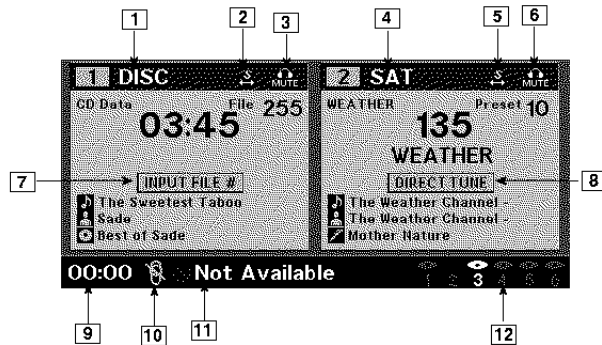 1 2 3 4 5 6
1 DISC S MUTE 2 SAT S MUTE
CD Data File 255 WEATHER Preset 10
03:45 135
WEATHER
7 INPUT FILE # DIRECT TUNE 8
The Sweetest Taboo The Weather Channel -
Sade The Weather Channel -
Best of Sade Mother Nature
00:00 Not Available 1 2 3 4 5 6
9 10 11 12